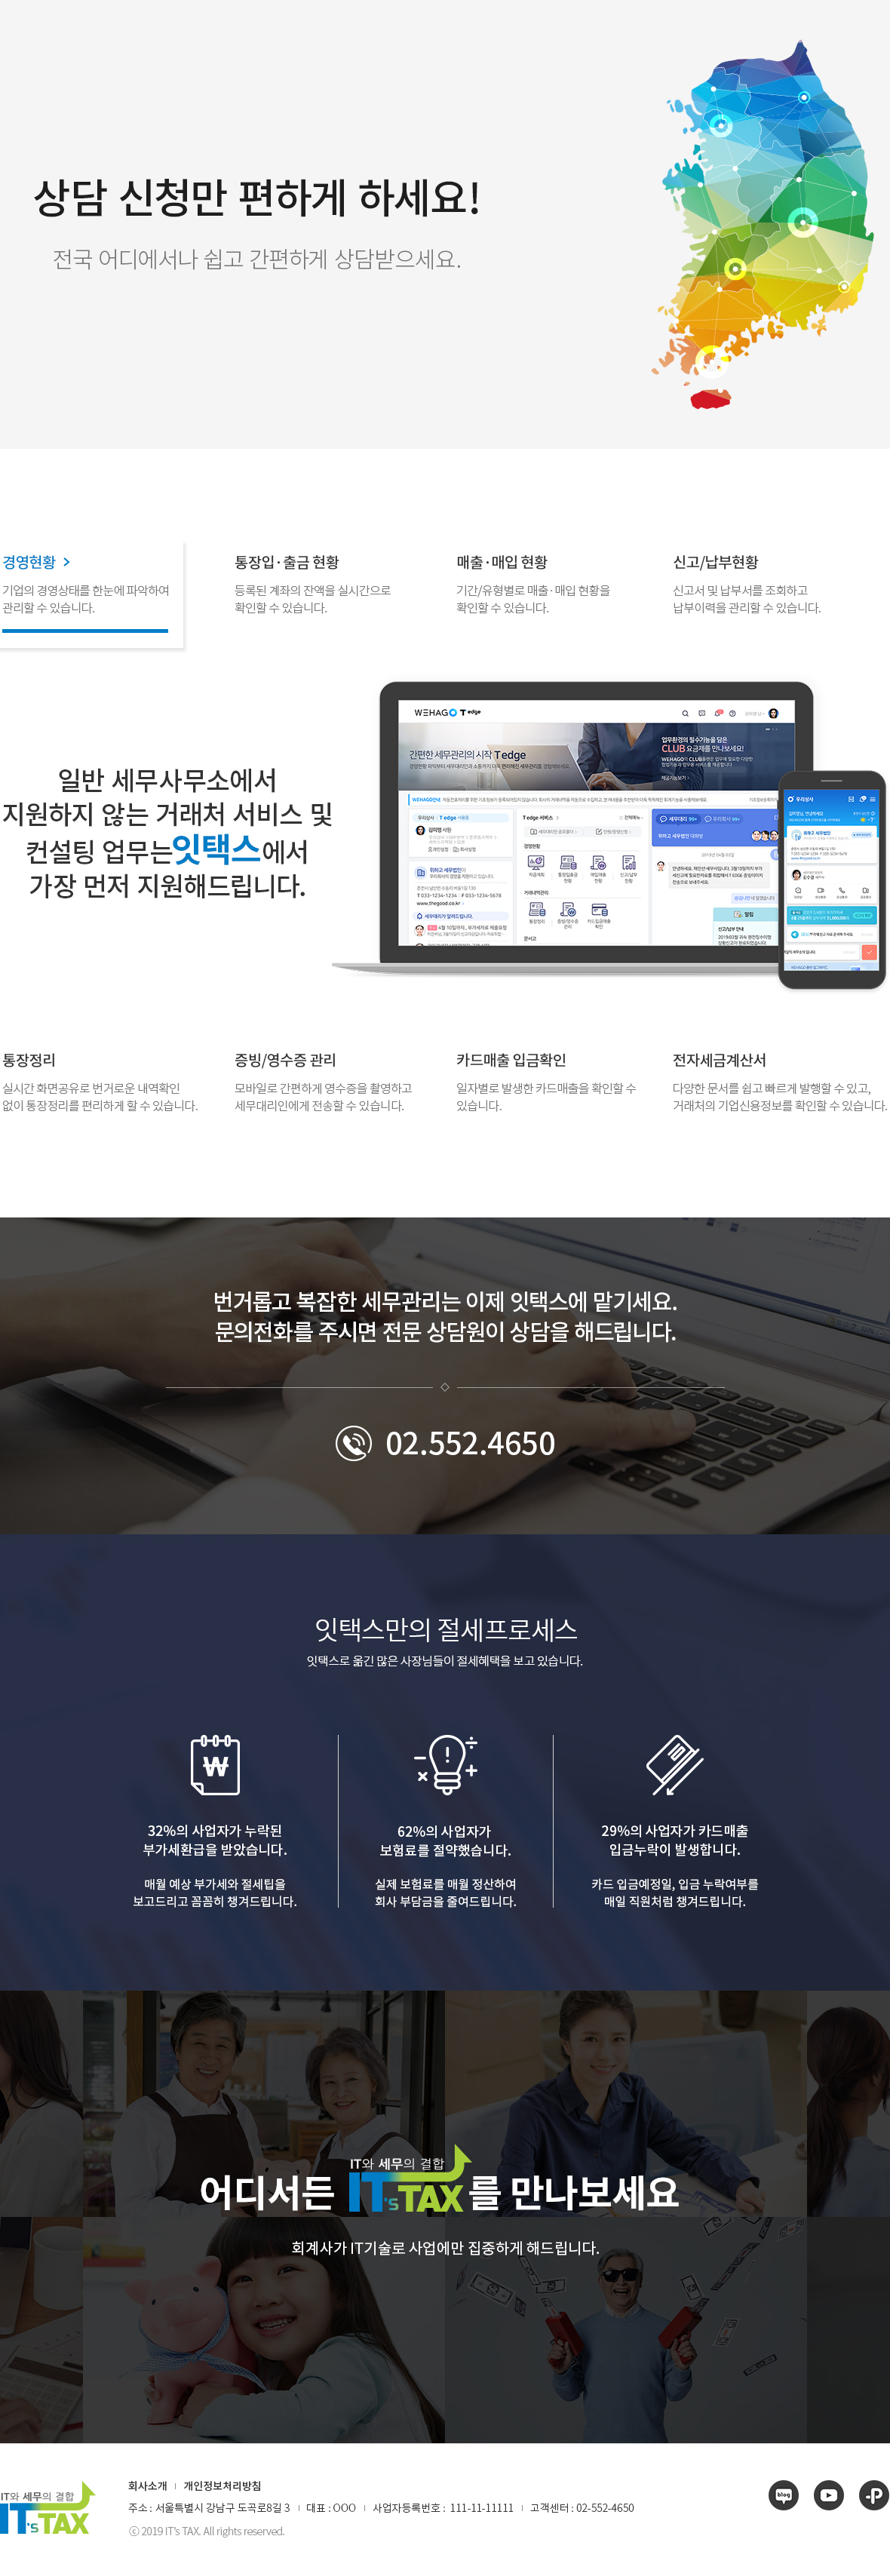 상담 신청만 편하게 하세요!
전국 어디에서나 쉽고 간편하게 상담받으세요.
경영현황
기업의 경영상태를 한눈에 파악하여
관리할 수 있습니다.
통장입·출금 현황
등록된 계좌의 잔액을 실시간으로
확인할 수 있습니다.
매출·매입 현황
기간/유형별로 매출·매입 현황을
확인할 수 있습니다.
신고/납부현황
신고서 및 납부서를 조회하고
납부이력을 관리할 수 있습니다.
일반 세무사무소에서
지원하지 않는 거래처 서비스 및
컨설팅 업무는잇택스에서
가장 먼저 지원해드립니다.
WEHAGO T edge
간편한 세무관리의 시작 T edge
업무환경의 필수기능을 담은
CLUB 요금제를 만나보세요!
WEHAGO안내
T edge 서비스
경영현황
거래내역관리
www.thegood.co.kr
알림
통장정리
실시간 화면공유로 번거로운 내역확인
없이 통장정리를 편리하게 할 수 있습니다.
증빙/영수증 관리
모바일로 간편하게 영수증을 촬영하고
세무대리인에게 전송할 수 있습니다.
카드매출 입금확인
일자별로 발생한 카드매출을 확인할 수
있습니다.
전자세금계산서
다양한 문서를 쉽고 빠르게 발행할 수 있고,
거래처의 기업신용정보를 확인할 수 있습니다.
번거롭고 복잡한 세무관리는 이제 잇택스에 맡기세요.
문의전화를 주시면 전문 상담원이 상담을 해드립니다.
02.552.4650
잇택스만의 절세프로세스
잇택스로 옮긴 많은 사장님들이 절세혜택을 보고 있습니다.
32%의 사업자가 누락된
부가세환급을 받았습니다.
매월 예상 부가세와 절세팁을
보고드리고 꼼꼼히 챙겨드립니다.
62%의 사업자가
보험료를 절약했습니다.
실제 보험료를 매월 정산하여
회사 부담금을 줄여드립니다.
29%의 사업자가 카드매출
입금누락이 발생합니다.
카드 입금예정일, 입금 누락여부를
매일 직원처럼 챙겨드립니다.
IT와 세무의 결합
어디서든 IT'S TAX를 만나보세요
회계사가 IT기술로 사업에만 집중하게 해드립니다.
IT와 세무의 결합
IT'S TAX
회사소개 | 개인정보처리방침
주소 : 서울특별시 강남구 도곡로8길 3 | 대표 : OOO | 사업자등록번호 : 111-11-11111 | 고객센터 : 02-552-4650
ⓒ 2019 IT's TAX. All rights reserved.
blog